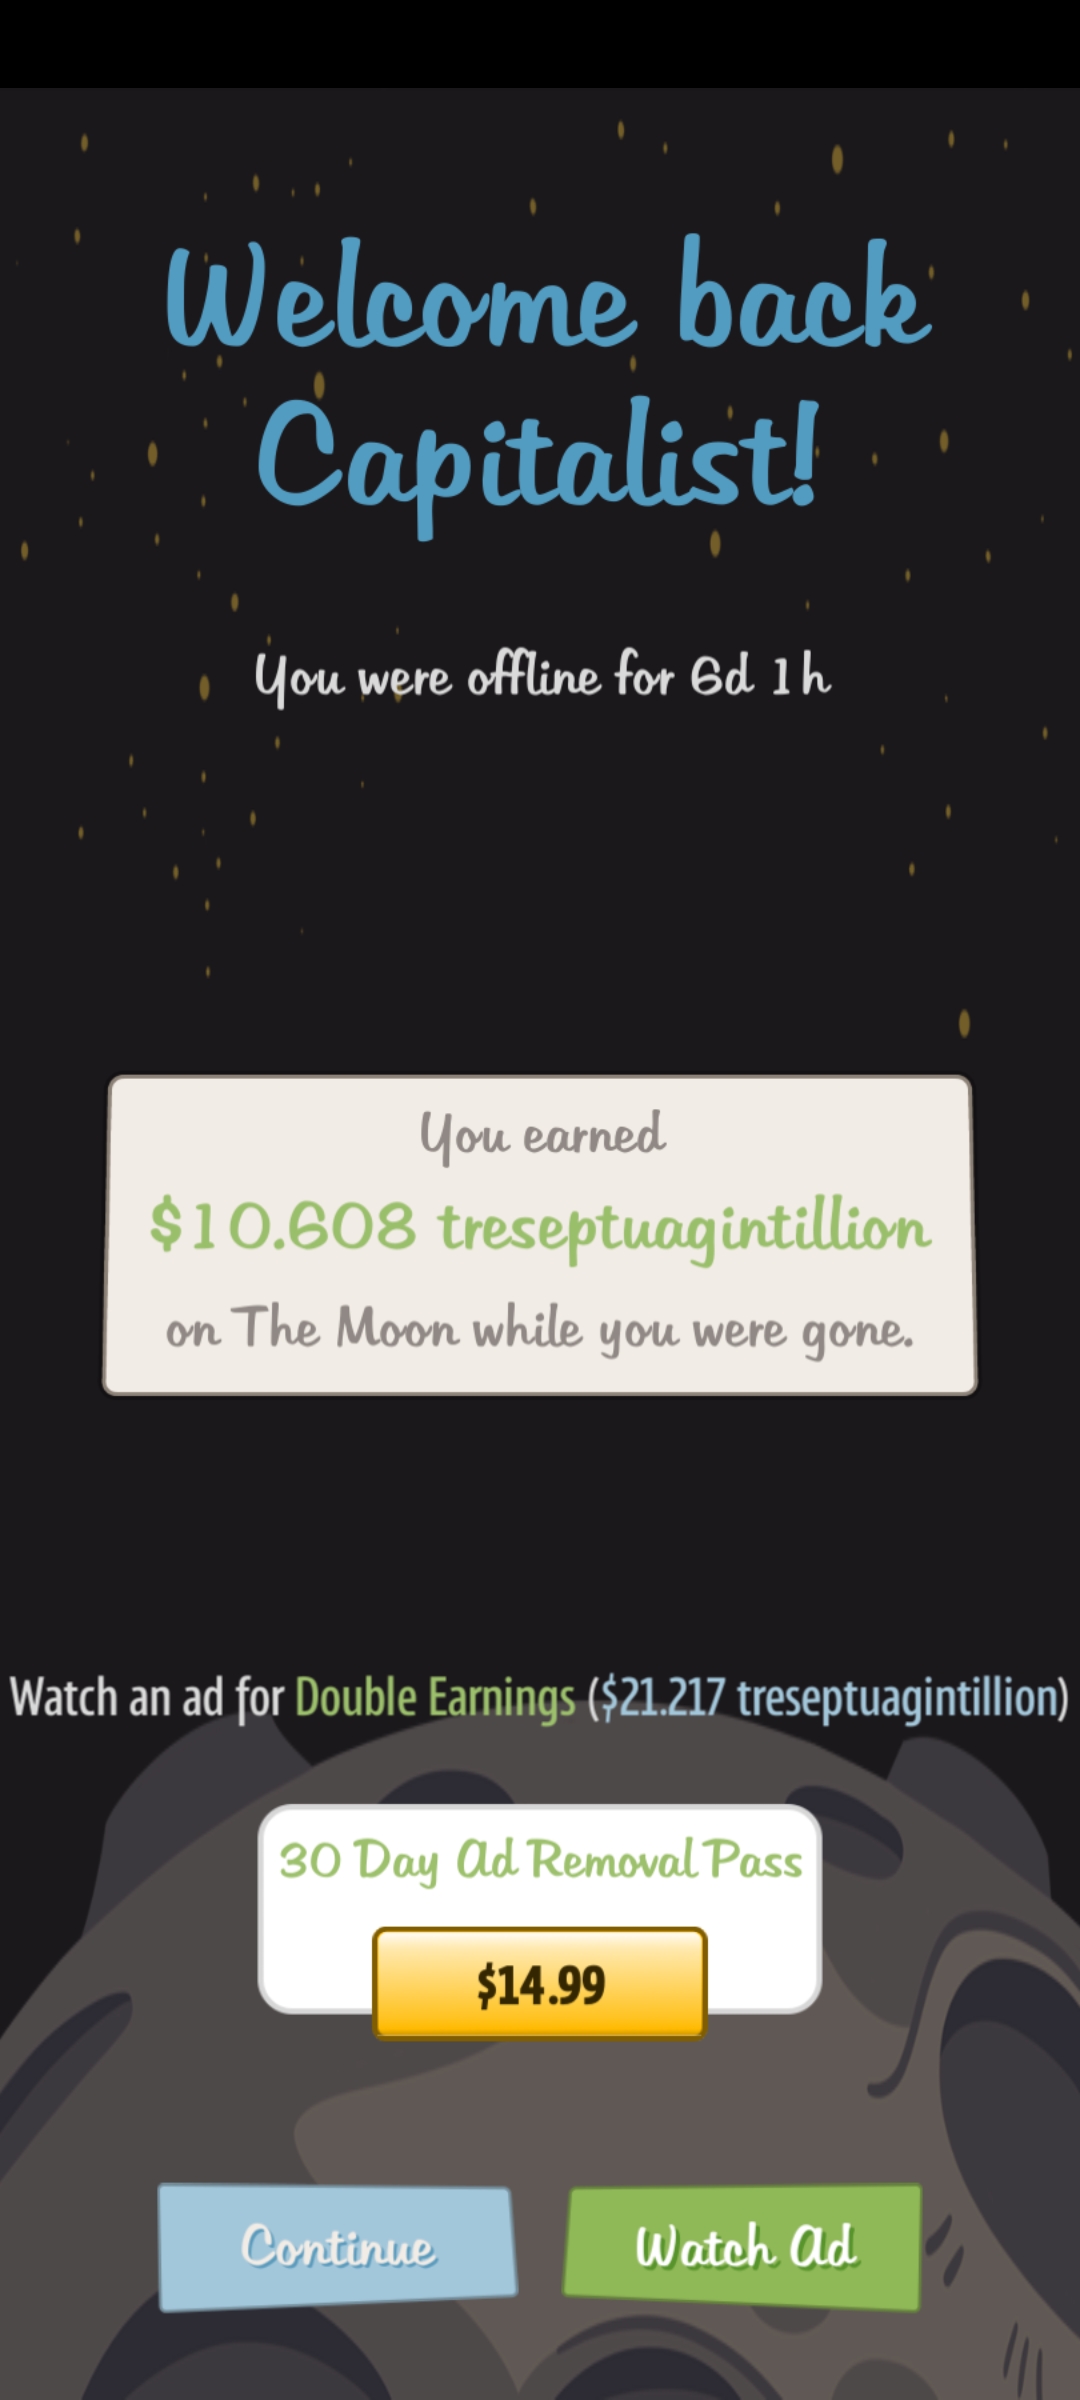 Welcome back
Capitalist!
You were offline for 6d 1h
You earned
$10.608 treseptuagintillion
on The Moon while you were gone.
Watch an ad for Double Earnings ($21.217 treseptuagintillion)
30 Day Ad Removal Pass
$14.99
Continue
Watch Ad